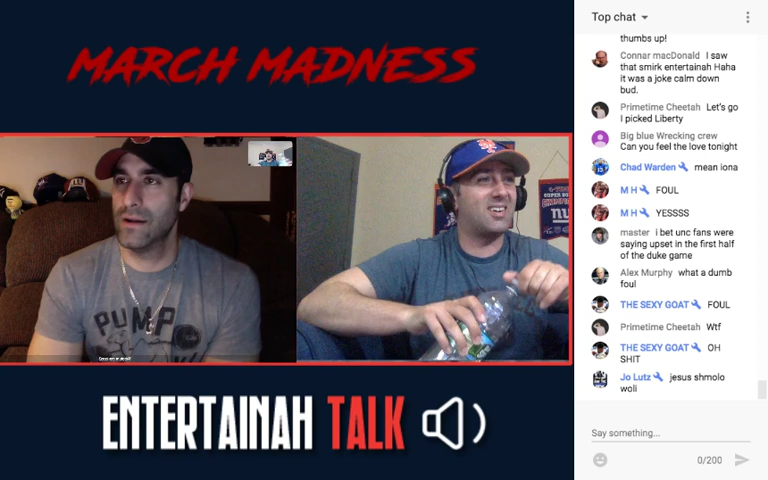 MARCH MADNESS
PUMP
NY
ENTERTAINAH TALK
Top chat
thumbs up!
Connar macDonald I saw
that smirk entertainah Haha
it was a joke calm down
bud.
Primetime Cheetah Let's go
I picked Liberty
Big blue Wrecking crew
Can you feel the love tonight
Chad Warden mean iona
M H FOUL
M H YESSSS
master i bet unc fans were
saying upset in the first half
of the duke game
Alex Murphy what a dumb
foul
THE SEXY GOAT FOUL
Primetime Cheetah Wtf
THE SEXY GOAT OH
SHIT
Jo Lutz jesus shmolo
woli
Say something...
0/200